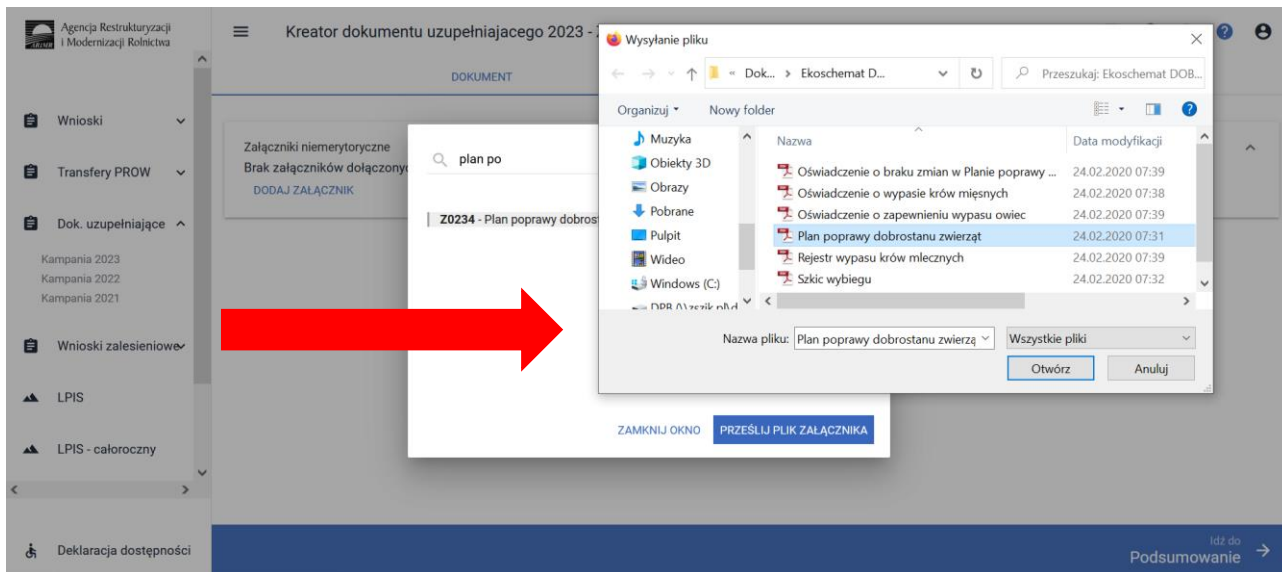 Agencja Restrukturyzacji
i Modernizacji Rolnictwa
ARiMR
Wnioski
Transfery PROW
Dok. uzupełniające
Kampania 2023
Kampania 2022
Kampania 2021
Wnioski zalesieniowe
LPIS
LPIS - całoroczny
Deklaracja dostępności
Kreator dokumentu uzupełniajacego 2023 -
DOKUMENT
Załączniki niemerytoryczne
Brak załączników dołączony
DODAJ ZAŁĄCZNIK
plan po
Z0234 - Plan poprawy dobros
ZAMKNIJ OKNO PRZEŚLIJ PLIK ZAŁĄCZNIKA
Wysyłanie pliku
« Dok... > Ekoschemat D...
Przeszukaj: Ekoschemat DOB...
Organizuj Nowy folder
Muzyka
Obiekty 3D
Obrazy
Pobrane
Pulpit
Wideo
Windows (C:)
Nazwa Data modyfikacji
Oświadczenie o braku zmian w Planie poprawy ... 24.02.2020 07:39
Oświadczenie o wypasie krów mięsnych 24.02.2020 07:38
Oświadczenie o zapewnieniu wypasu owiec 24.02.2020 07:39
Plan poprawy dobrostanu zwierząt 24.02.2020 07:31
Rejestr wypasu krów mlecznych 24.02.2020 07:39
Szkic wybiegu 24.02.2020 07:32
Nazwa pliku: Plan poprawy dobrostanu zwierzą Wszystkie pliki
Otwórz Anuluj
Idź do
Podsumowanie